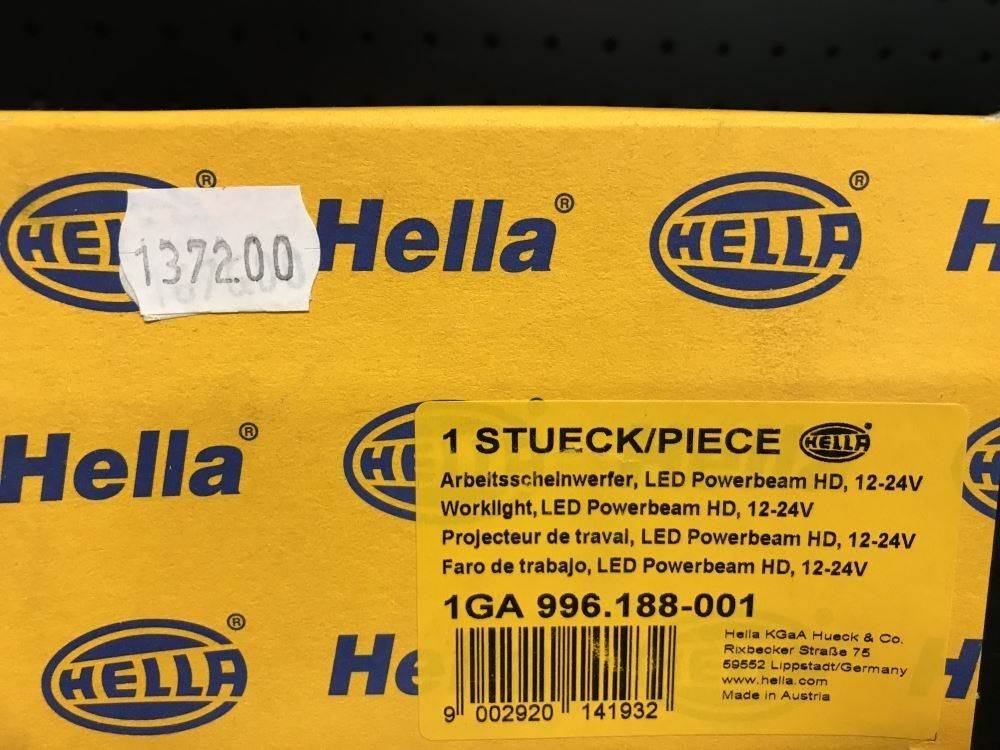 HELLA®
1372.00
Hella®
HELLA®
H
Hella®
HE
1 STUECK/PIECE HELLA
Arbeitsscheinwerfer, LED Powerbeam HD, 12-24V
Worklight, LED Powerbeam HD, 12-24V
Projecteur de travai, LED Powerbeam HD, 12-24V
Faro de trabajo, LED Powerbeam HD, 12-24V
1GA 996.188-001
Hella KGaA Hueck & Co.
Rixbecker Straße 75
59552 Lippstadt/Germany
www.hella.com
Made in Austria
9 002920 141932
HELLA®
He